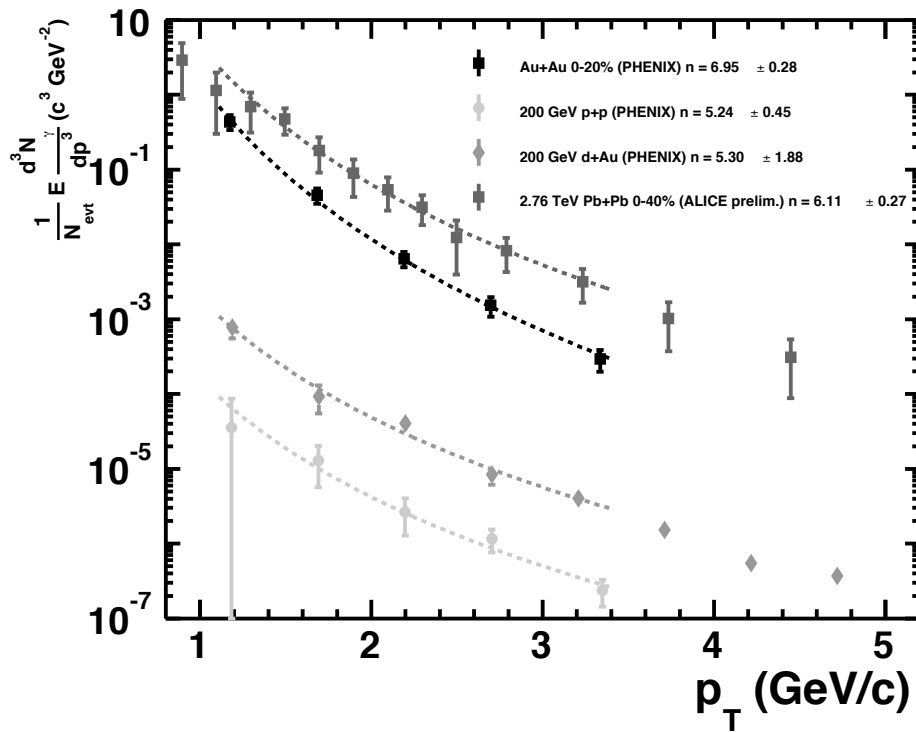 10
10⁻¹
10⁻³
10⁻⁵
10⁻⁷
1/N_evt E d³N^γ/dp³ (c³ GeV⁻²)
Au+Au 0-20% (PHENIX) n = 6.95 ± 0.28
200 GeV p+p (PHENIX) n = 5.24 ± 0.45
200 GeV d+Au (PHENIX) n = 5.30 ± 1.88
2.76 TeV Pb+Pb 0-40% (ALICE prelim.) n = 6.11 ± 0.27
1 2 3 4 5
p_T (GeV/c)